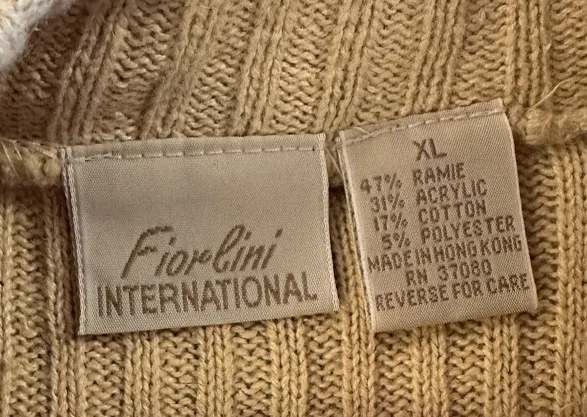 Fiorlini
INTERNATIONAL
XL
47% RAMIE
31% ACRYLIC
17% COTTON
5% POLYESTER
MADE IN HONG KONG
RN 37080
REVERSE FOR CARE